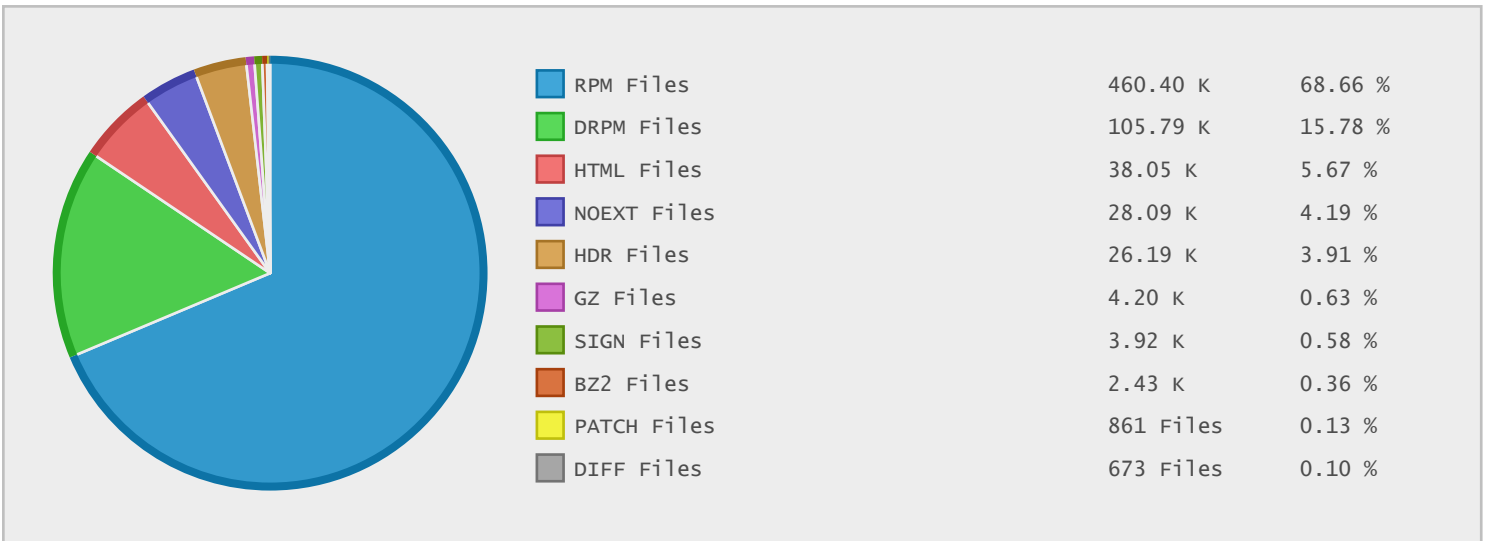 RPM Files 460.40 K 68.66 %
DRPM Files 105.79 K 15.78 %
HTML Files 38.05 K 5.67 %
NOEXT Files 28.09 K 4.19 %
HDR Files 26.19 K 3.91 %
GZ Files 4.20 K 0.63 %
SIGN Files 3.92 K 0.58 %
BZ2 Files 2.43 K 0.36 %
PATCH Files 861 Files 0.13 %
DIFF Files 673 Files 0.10 %